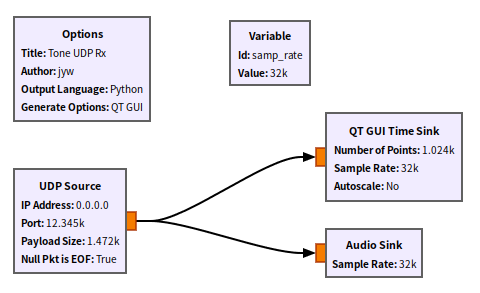 Options
Title: Tone UDP Rx
Author: jyw
Output Language: Python
Generate Options: QT GUI
Variable
Id: samp_rate
Value: 32k
QT GUI Time Sink
Number of Points: 1.024k
Sample Rate: 32k
Autoscale: No
UDP Source
IP Address: 0.0.0.0
Port: 12.345k
Payload Size: 1.472k
Null Pkt is EOF: True
Audio Sink
Sample Rate: 32k